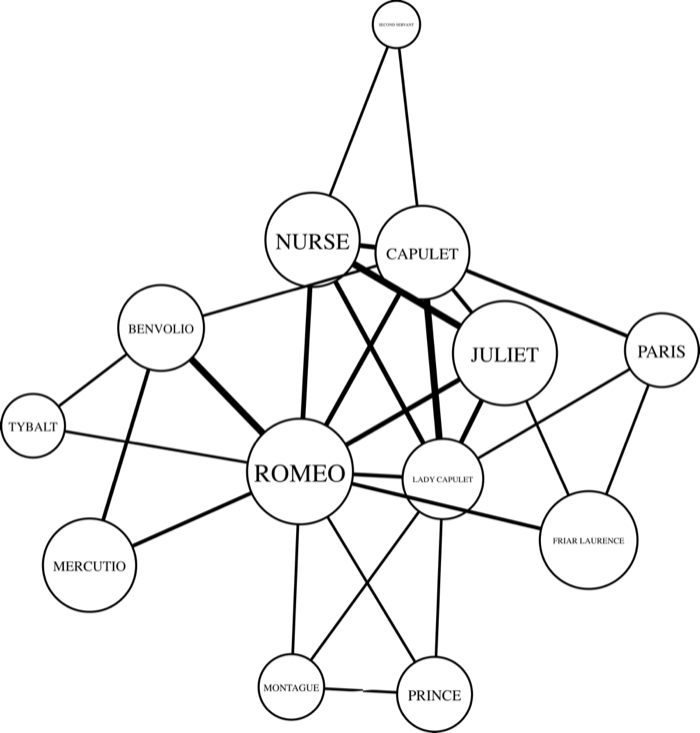 SECOND SERVANT
NURSE
CAPULET
BENVOLIO
JULIET
PARIS
TYBALT
ROMEO
LADY CAPULET
FRIAR LAURENCE
MERCUTIO
MONTAGUE
PRINCE